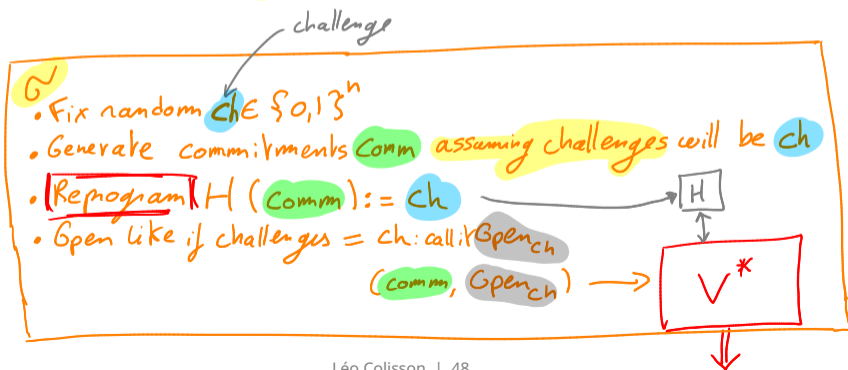 challenge
• Fix random ch ∈ {0,1}^n
• Generate commitments Comm assuming challenges will be ch
• Reprogram H (comm) := ch
H
• Open like if challenges = ch: call it Open_ch
(comm, Open_ch)
V*
Léo Colisson | 48